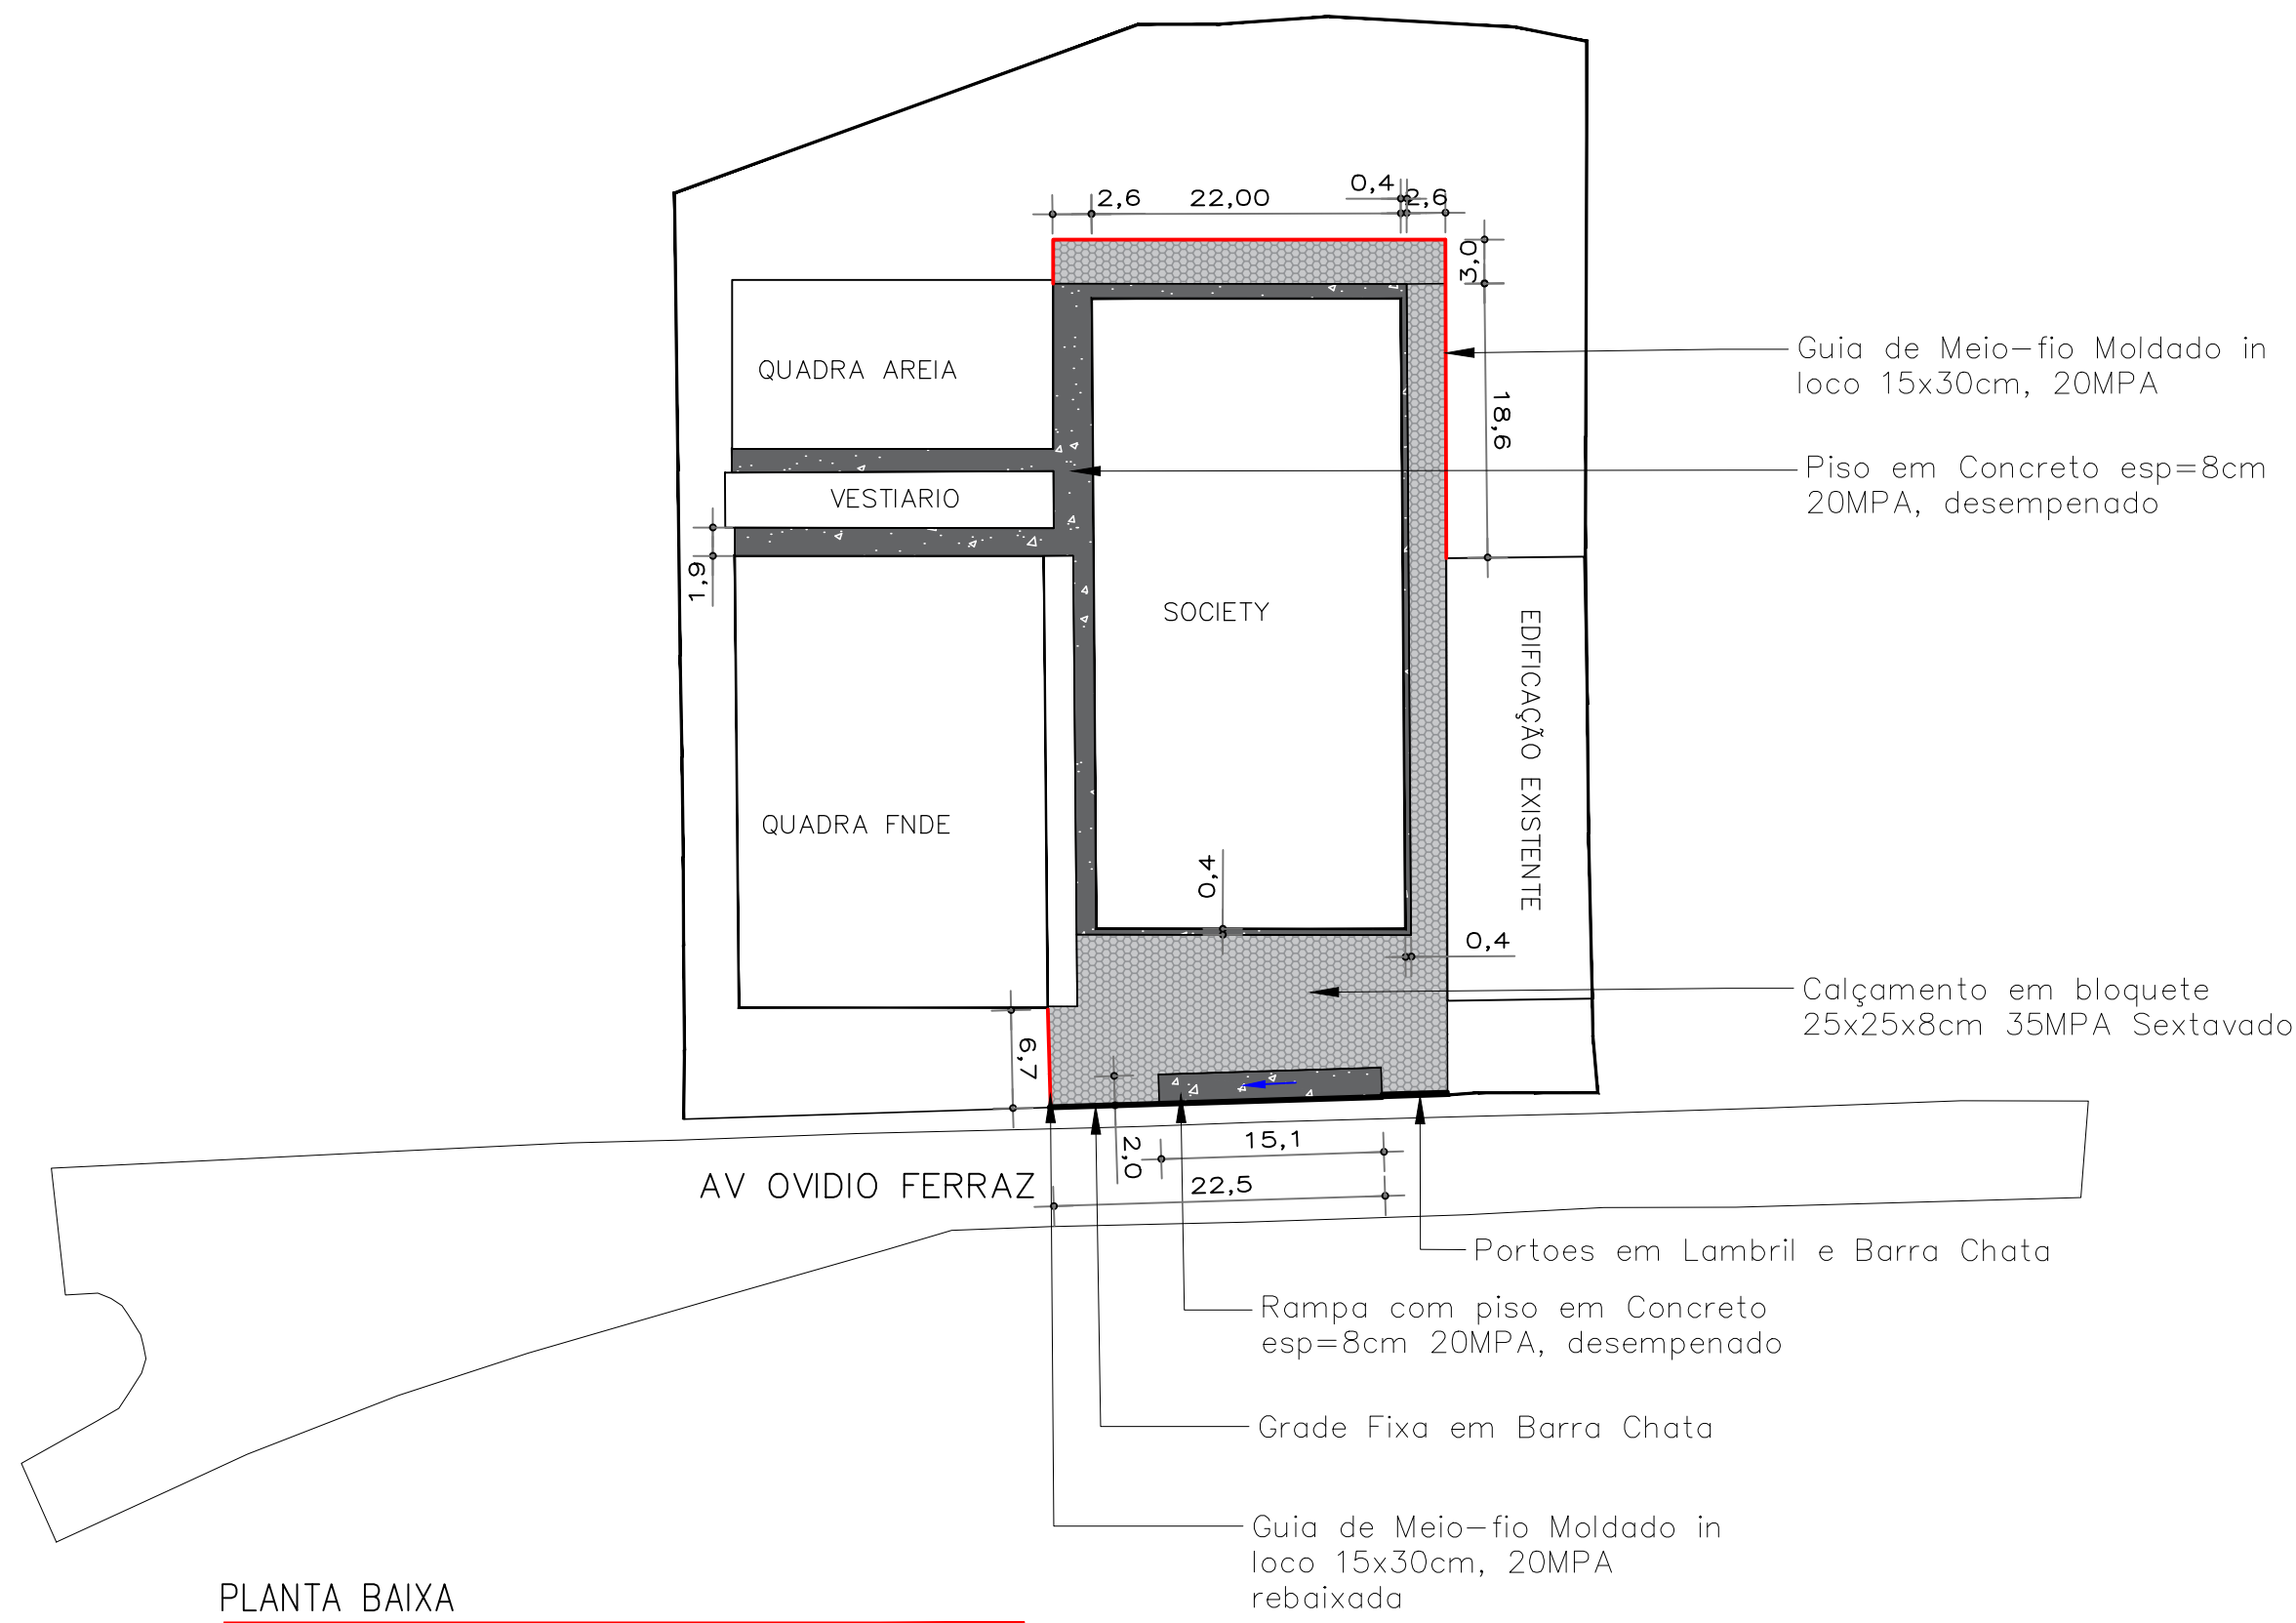 2,6
22,00
0,4
2,6
3,0
18,6
Guia de Meio-fio Moldado in
loco 15x30cm, 20MPA
QUADRA AREIA
Piso em Concreto esp=8cm
20MPA, desempenado
VESTIARIO
1,9
SOCIETY
EDIFICAÇÃO EXISTENTE
QUADRA FNDE
0,4
0,4
Calçamento em bloquete
25x25x8cm 35MPA Sextavado
6,7
2,0
15,1
22,5
AV OVIDIO FERRAZ
Portoes em Lambril e Barra Chata
Rampa com piso em Concreto
esp=8cm 20MPA, desempenado
Grade Fixa em Barra Chata
Guia de Meio-fio Moldado in
loco 15x30cm, 20MPA
rebaixada
PLANTA BAIXA